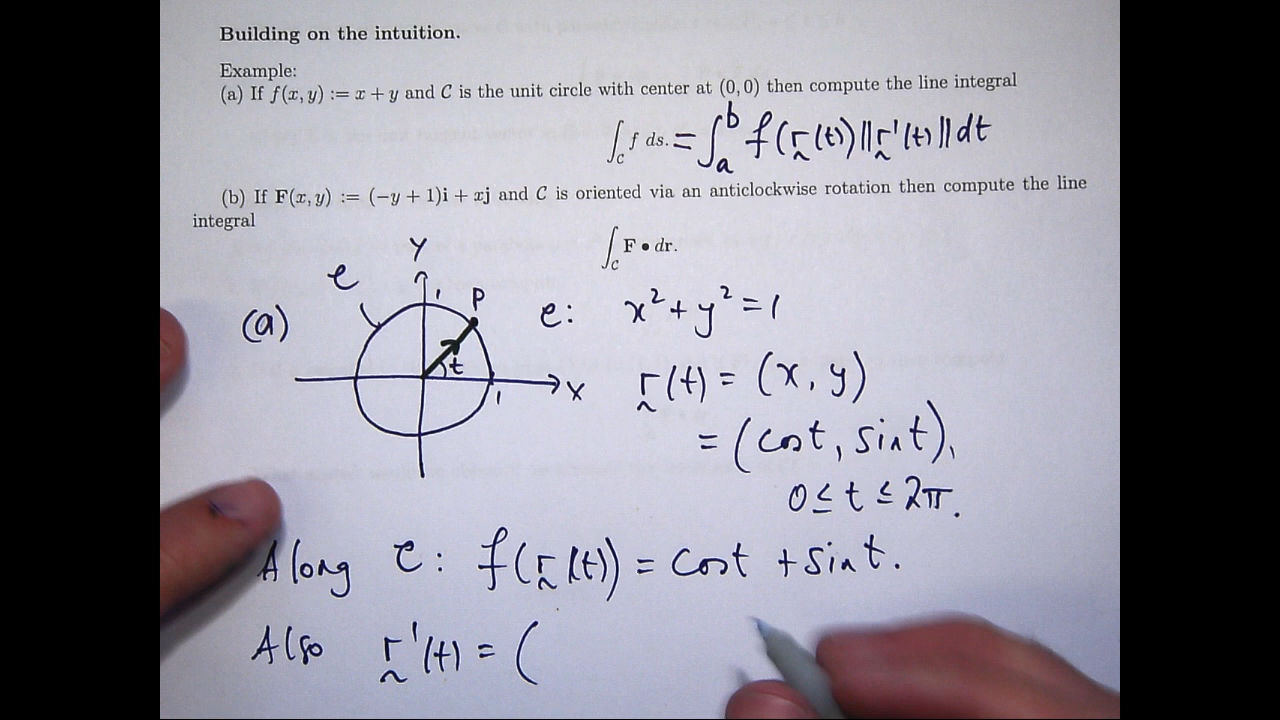 Building on the intuition.
Example:
(a) If f(x, y) := x + y and C is the unit circle with center at (0, 0) then compute the line integral
∫_C f ds. = ∫_a^b f(r(t)) ||r'(t)|| dt
(b) If F(x, y) := (−y + 1)i + xj and C is oriented via an anticlockwise rotation then compute the line
integral
∫_C F • dr.
y
C
1
P
(a)
t
x
1
C: x² + y² = 1
r(t) = (x, y)
= (cos t, sin t),
0 ≤ t ≤ 2π.
Along C: f(r(t)) = cos t + sin t.
Also r'(t) = (